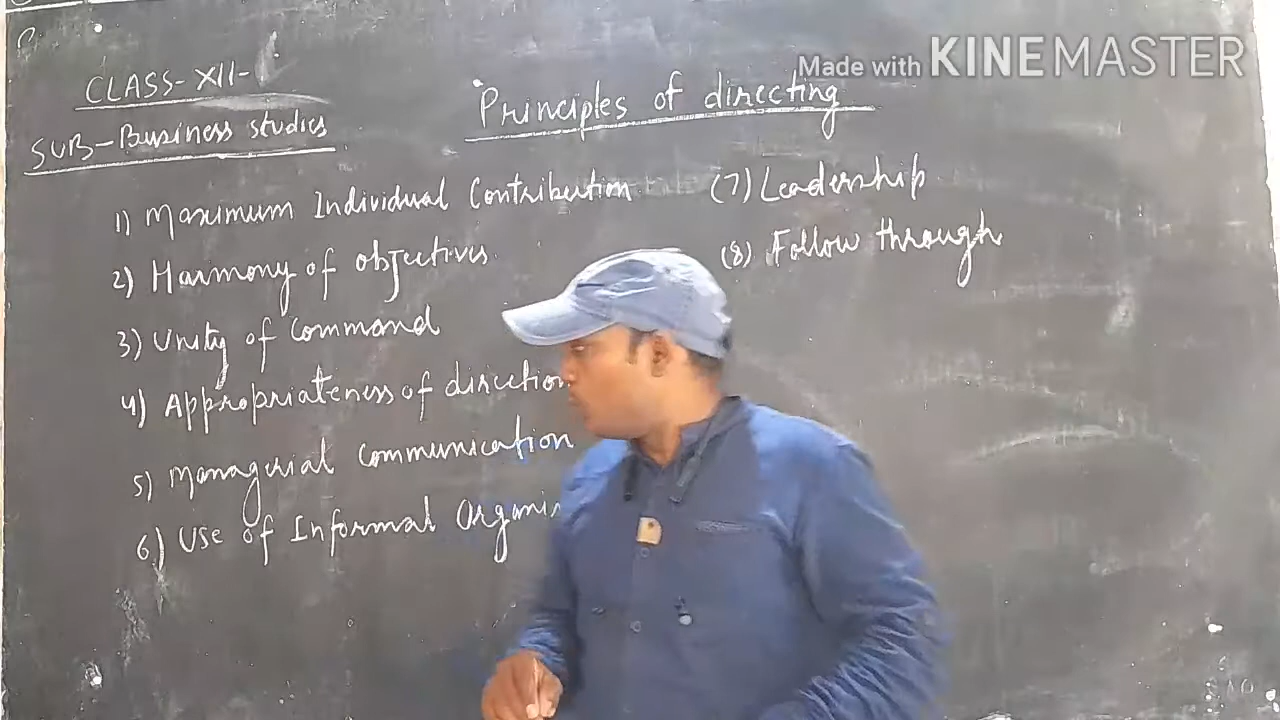 Made with KINEMASTER
CLASS-XII-
SUB-Business studies
Principles of directing
1) Maximum Individual Contribution
2) Harmony of objectives
3) Unity of Command
4) Appropriateness of direction
5) Managerial Communication
6) Use of Informal Organis
(7) Leadership
(8) Follow through